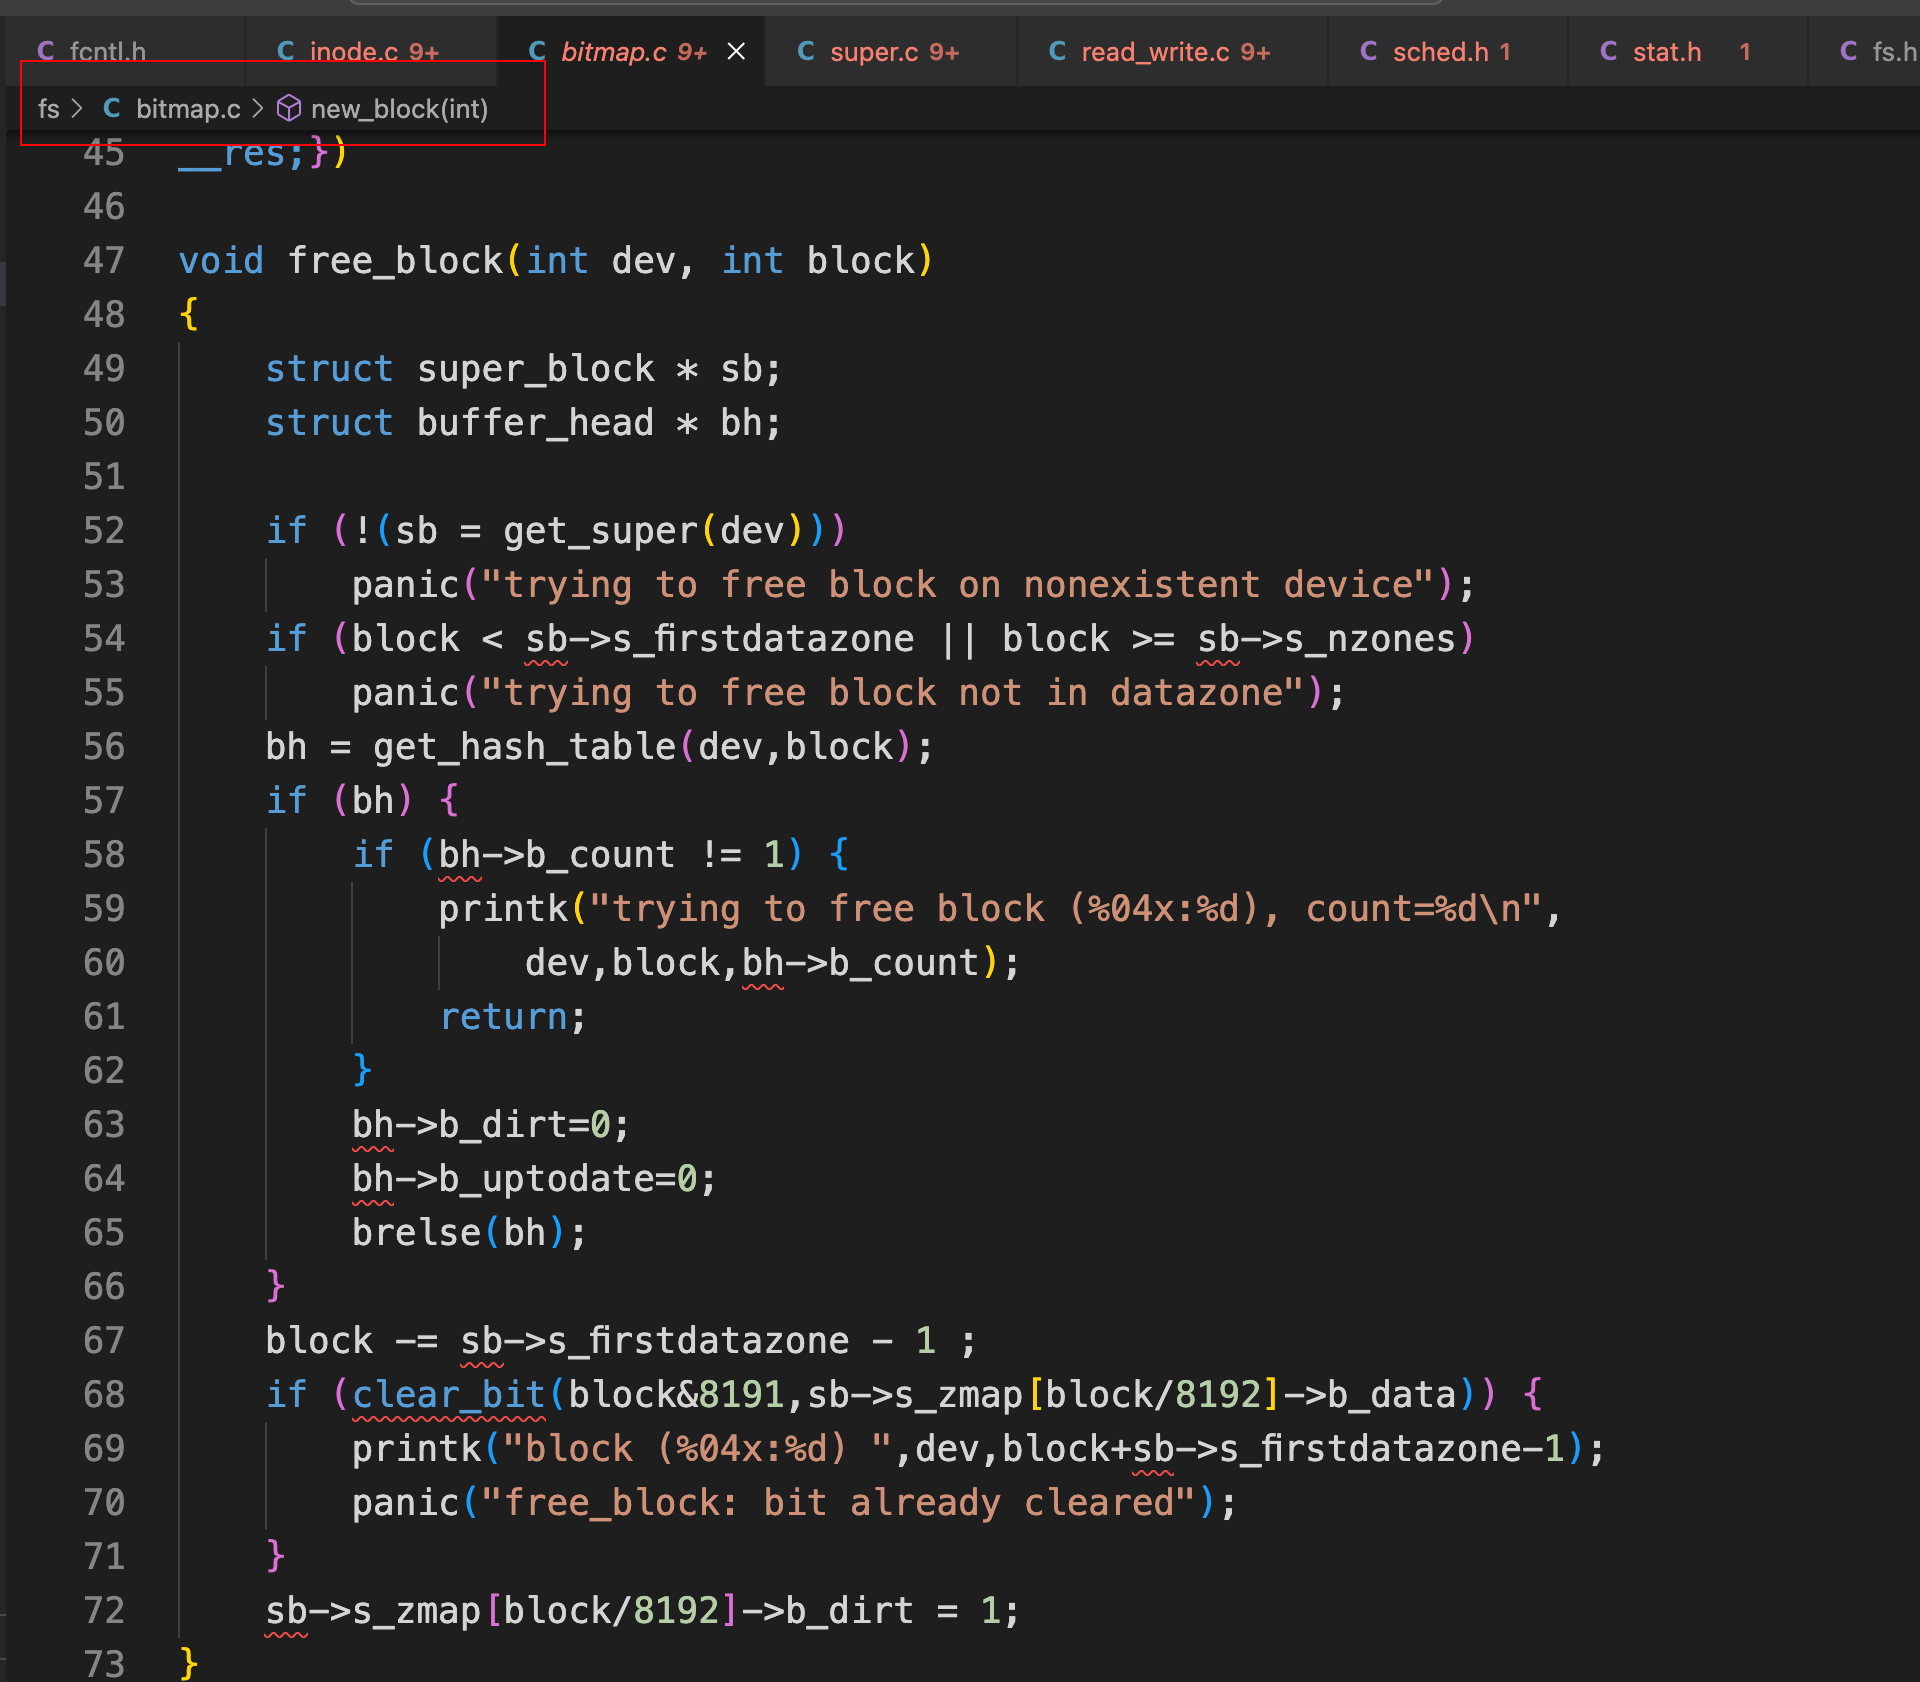 C fcntl.h C inode.c 9+ C bitmap.c 9+ × C super.c 9+ C read_write.c 9+ C sched.h 1 C stat.h 1 C fs.h
fs > C bitmap.c > new_block(int)
45 __res;})
46
47 void free_block(int dev, int block)
48 {
49     struct super_block * sb;
50     struct buffer_head * bh;
51
52     if (!(sb = get_super(dev)))
53         panic("trying to free block on nonexistent device");
54     if (block < sb->s_firstdatazone || block >= sb->s_nzones)
55         panic("trying to free block not in datazone");
56     bh = get_hash_table(dev,block);
57     if (bh) {
58         if (bh->b_count != 1) {
59             printk("trying to free block (%04x:%d), count=%d\n",
60                 dev,block,bh->b_count);
61             return;
62         }
63         bh->b_dirt=0;
64         bh->b_uptodate=0;
65         brelse(bh);
66     }
67     block -= sb->s_firstdatazone - 1 ;
68     if (clear_bit(block&8191,sb->s_zmap[block/8192]->b_data)) {
69         printk("block (%04x:%d) ",dev,block+sb->s_firstdatazone-1);
70         panic("free_block: bit already cleared");
71     }
72     sb->s_zmap[block/8192]->b_dirt = 1;
73 }